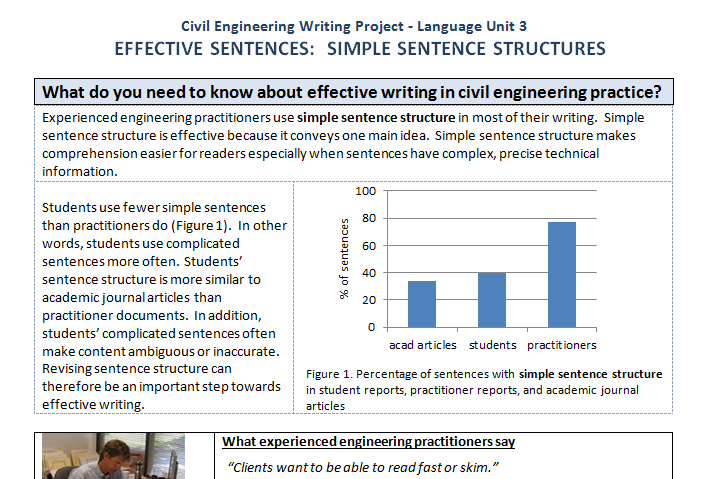 Civil Engineering Writing Project - Language Unit 3
EFFECTIVE SENTENCES:  SIMPLE SENTENCE STRUCTURES
What do you need to know about effective writing in civil engineering practice?
Experienced engineering practitioners use simple sentence structure in most of their writing.  Simple
sentence structure is effective because it conveys one main idea.  Simple sentence structure makes
comprehension easier for readers especially when sentences have complex, precise technical
information.
Students use fewer simple sentences
than practitioners do (Figure 1).  In other
words, students use complicated
sentences more often.  Students’
sentence structure is more similar to
academic journal articles than
practitioner documents.  In addition,
students’ complicated sentences often
make content ambiguous or inaccurate.
Revising sentence structure can
therefore be an important step towards
effective writing.
% of sentences
100
80
60
40
20
0
acad articles students practitioners
Figure 1. Percentage of sentences with simple sentence structure
in student reports, practitioner reports, and academic journal
articles
What experienced engineering practitioners say
“Clients want to be able to read fast or skim.”